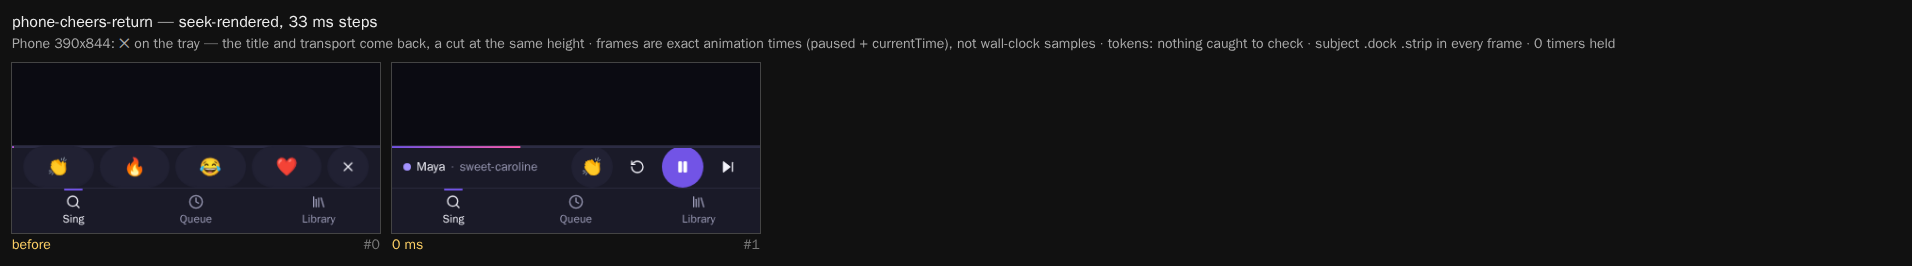 phone-cheers-return — seek-rendered, 33 ms steps
Phone 390x844: ✕ on the tray — the title and transport come back, a cut at the same height · frames are exact animation times (paused + currentTime), not wall-clock samples · tokens: nothing caught to check · subject .dock .strip in every frame · 0 timers held
Sing Queue Library
before #0
Maya · sweet-caroline
Sing Queue Library
0 ms #1